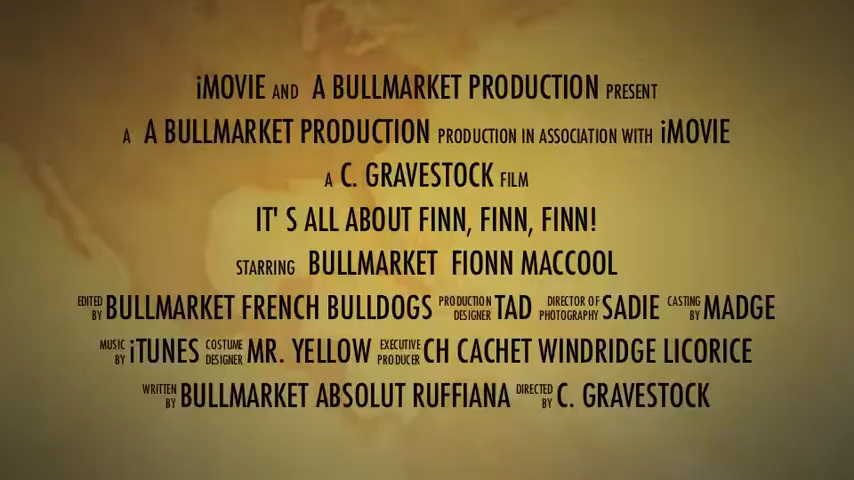 iMOVIE AND A BULLMARKET PRODUCTION PRESENT
A A BULLMARKET PRODUCTION PRODUCTION IN ASSOCIATION WITH iMOVIE
A C. GRAVESTOCK FILM
IT' S ALL ABOUT FINN, FINN, FINN!
STARRING BULLMARKET FIONN MACCOOL
EDITED BY BULLMARKET FRENCH BULLDOGS PRODUCTION DESIGNER TAD DIRECTOR OF PHOTOGRAPHY SADIE CASTING BY MADGE
MUSIC BY iTUNES COSTUME DESIGNER MR. YELLOW EXECUTIVE PRODUCER CH CACHET WINDRIDGE LICORICE
WRITTEN BY BULLMARKET ABSOLUT RUFFIANA DIRECTED BY C. GRAVESTOCK